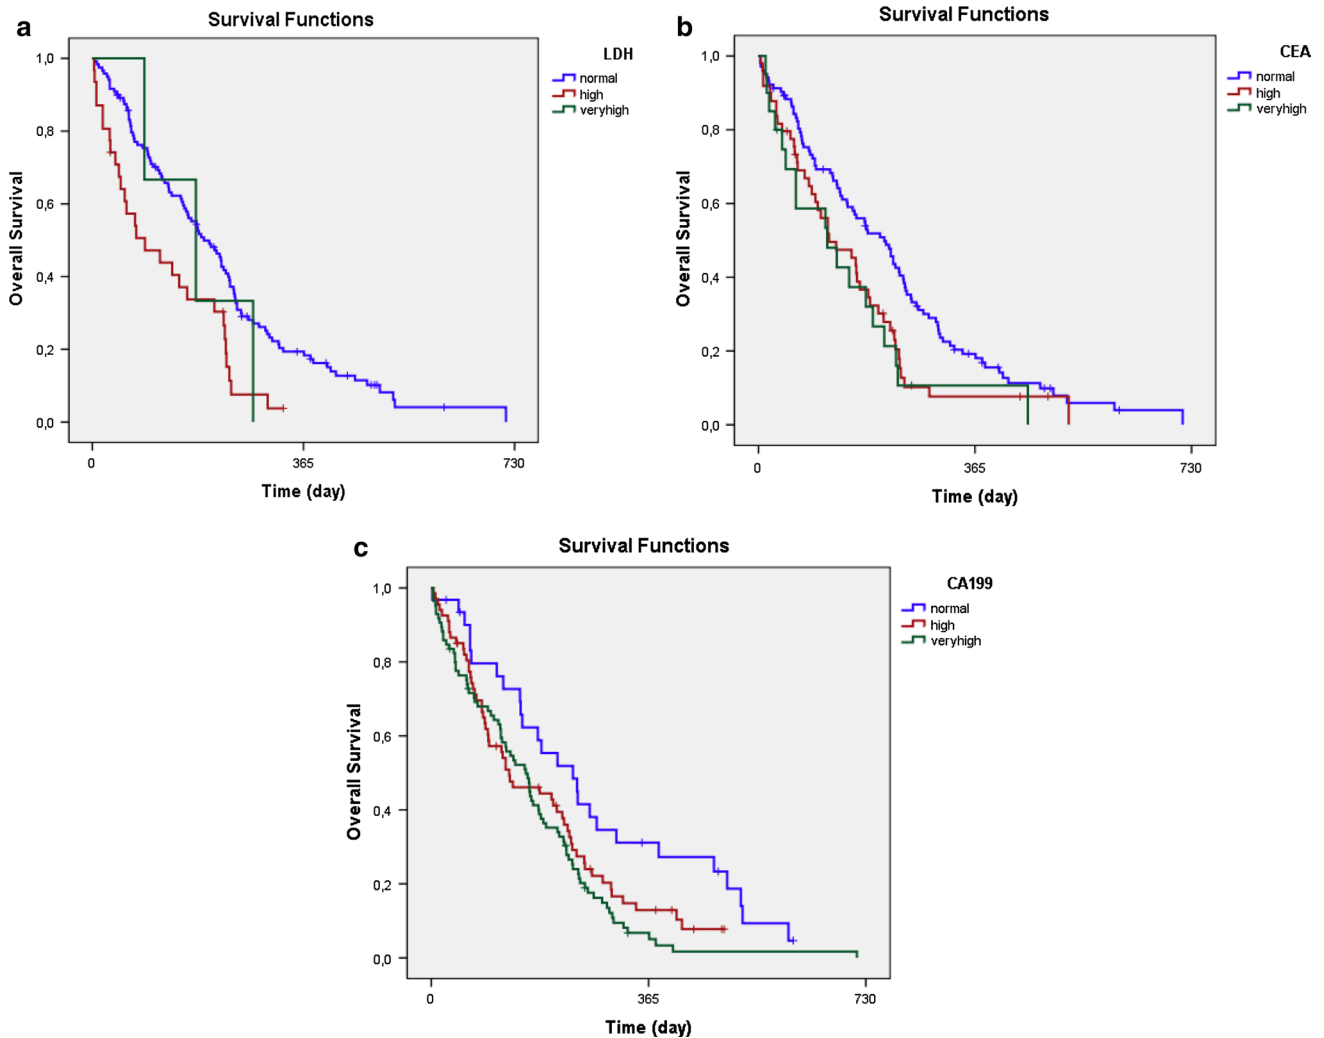 a
Survival Functions
LDH
normal
high
veryhigh
1,0
0,8
0,6
0,4
0,2
0,0
Overall Survival
0 365 730
Time (day)
b
Survival Functions
CEA
normal
high
veryhigh
1,0
0,8
0,6
0,4
0,2
0,0
Overall Survival
0 365 730
Time (day)
c
Survival Functions
CA199
normal
high
veryhigh
1,0
0,8
0,6
0,4
0,2
0,0
Overall Survival
0 365 730
Time (day)